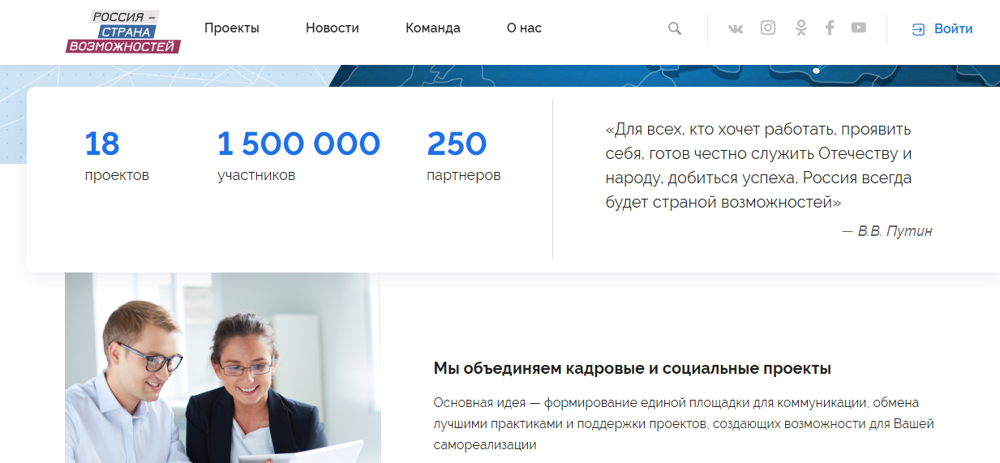 РОССИЯ –
СТРАНА
ВОЗМОЖНОСТЕЙ
Проекты Новости Команда О нас
Войти
18 1 500 000 250
проектов участников партнеров
«Для всех, кто хочет работать, проявить
себя, готов честно служить Отечеству и
народу, добиться успеха, Россия всегда
будет страной возможностей»
— В.В. Путин
Мы объединяем кадровые и социальные проекты
Основная идея — формирование единой площадки для коммуникации, обмена
лучшими практиками и поддержки проектов, создающих возможности для Вашей
самореализации